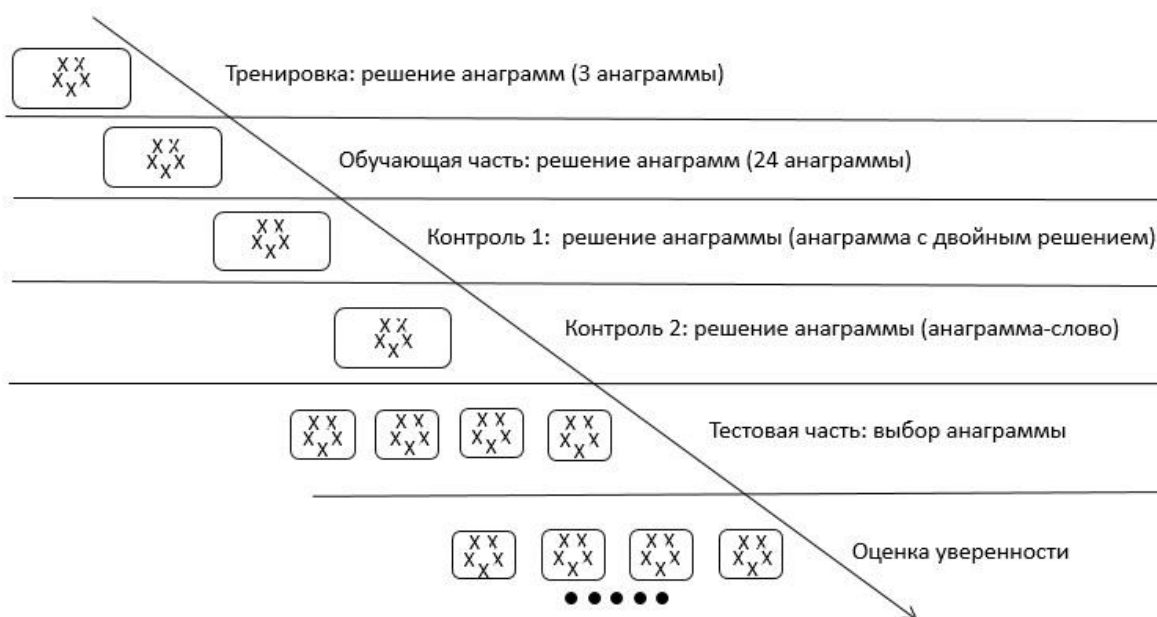 X X
X X
X
Тренировка: решение анаграмм (3 анаграммы)
X X
X X
X
Обучающая часть: решение анаграмм (24 анаграммы)
X X
X X
X
Контроль 1:  решение анаграммы (анаграмма с двойным решением)
X X
X X
X
Контроль 2: решение анаграммы (анаграмма-слово)
X X X X X X X X
X X X X X X X X
X X X X
Тестовая часть: выбор анаграммы
X X X X X X X X
X X X X X X X X
X X X X
Оценка уверенности